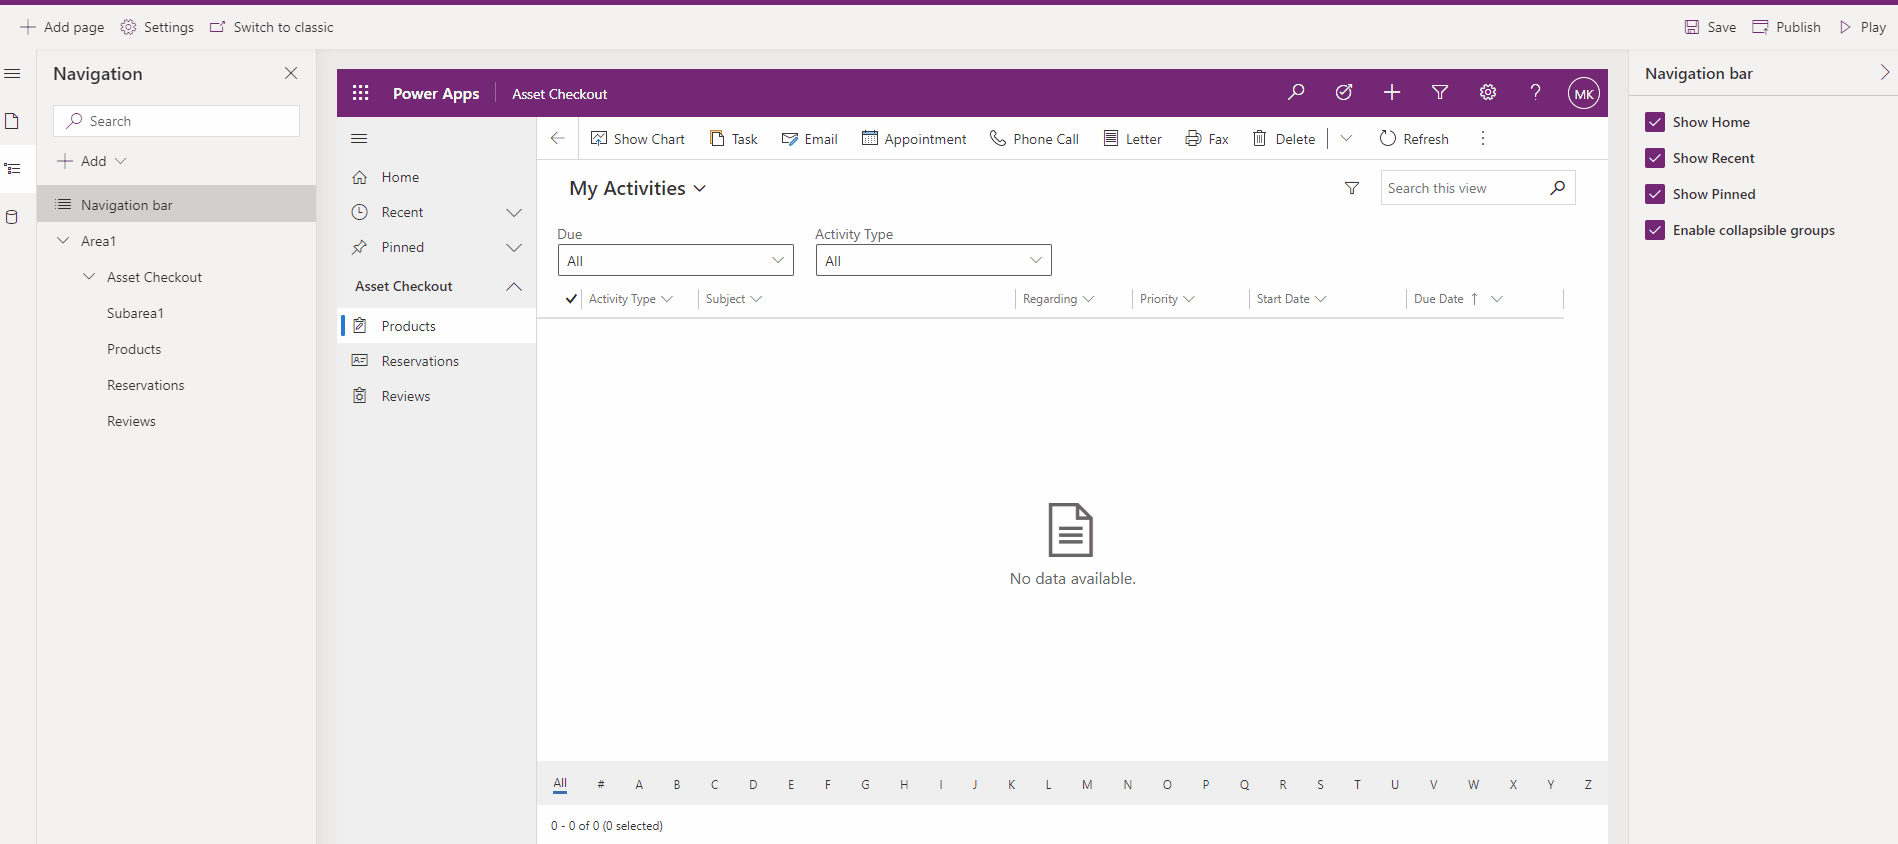 Add page Settings Switch to classic Save Publish Play
Navigation
Search
Add
Navigation bar
Area1
Asset Checkout
Subarea1
Products
Reservations
Reviews
Power Apps Asset Checkout MK
Home
Recent
Pinned
Asset Checkout
Products
Reservations
Reviews
Show Chart Task Email Appointment Phone Call Letter Fax Delete Refresh
My Activities Search this view
Due Activity Type
All All
Activity Type Subject Regarding Priority Start Date Due Date
No data available.
All # A B C D E F G H I J K L M N O P Q R S T U V W X Y Z
0 - 0 of 0 (0 selected)
Navigation bar
Show Home
Show Recent
Show Pinned
Enable collapsible groups